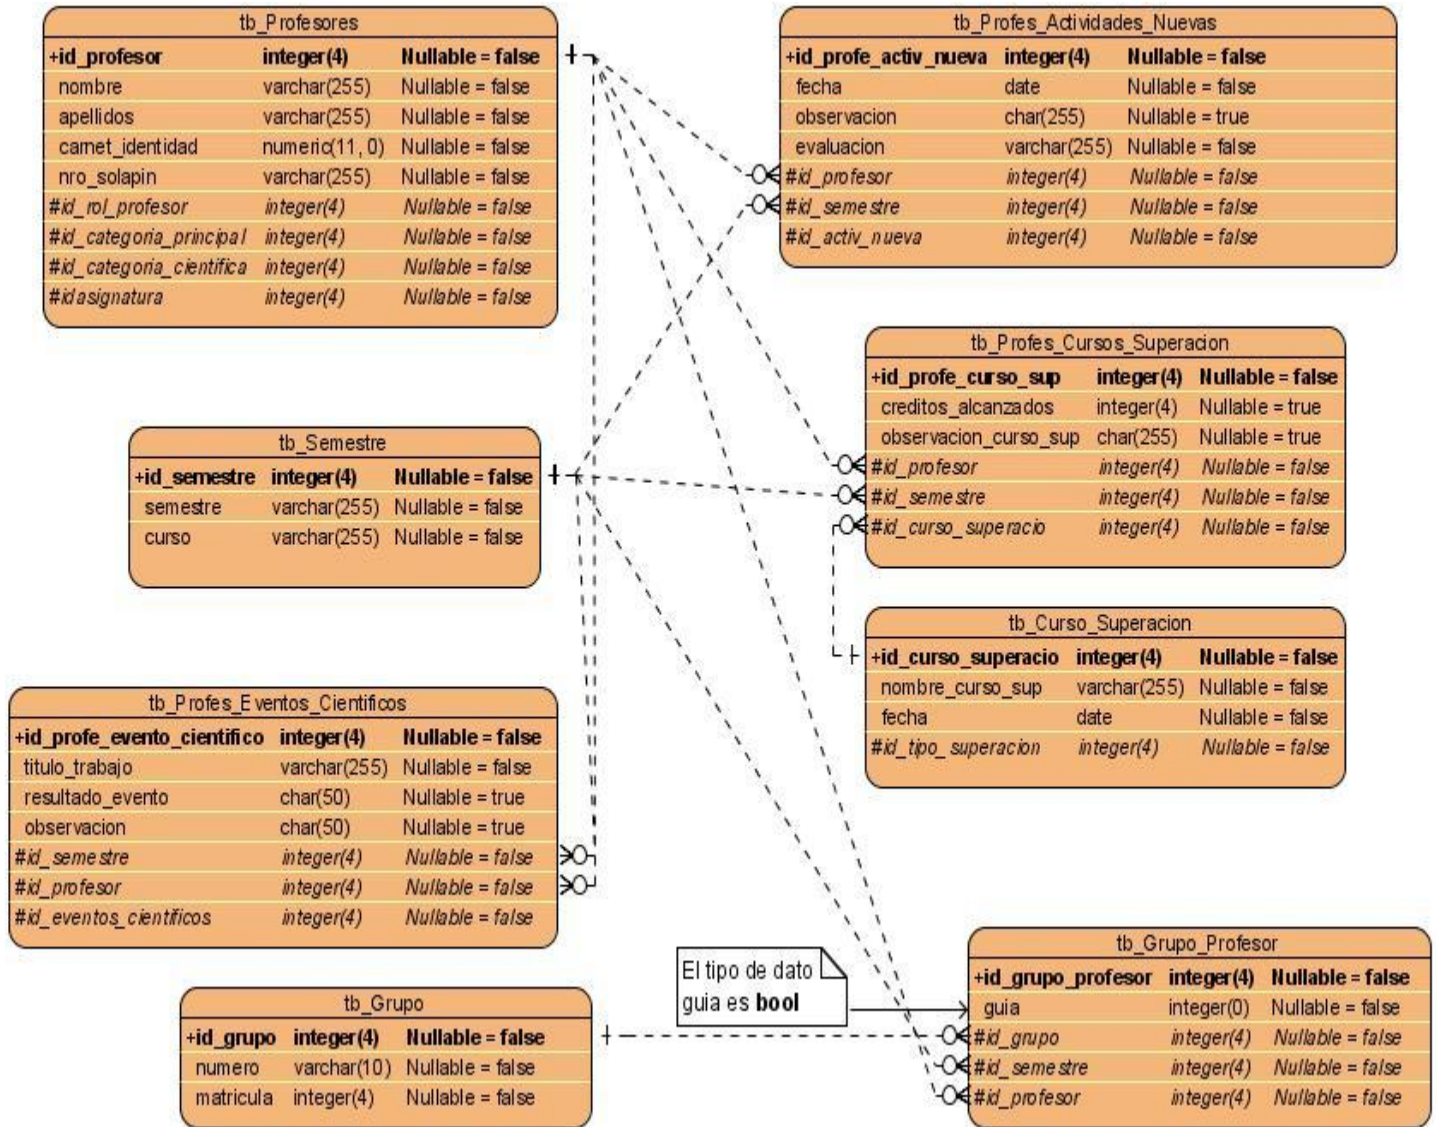 tb_Profesores
+id_profesor integer(4) Nullable = false
nombre varchar(255) Nullable = false
apellidos varchar(255) Nullable = false
carnet_identidad numeric(11, 0) Nullable = false
nro_solapin varchar(255) Nullable = false
#id_rol_profesor integer(4) Nullable = false
#id_categoria_principal integer(4) Nullable = false
#id_categoria_cientifica integer(4) Nullable = false
#idasignatura integer(4) Nullable = false
tb_Profes_Actividades_Nuevas
+id_profe_activ_nueva integer(4) Nullable = false
fecha date Nullable = false
observacion char(255) Nullable = true
evaluacion varchar(255) Nullable = false
#id_profesor integer(4) Nullable = false
#id_semestre integer(4) Nullable = false
#id_activ_nueva integer(4) Nullable = false
tb_Profes_Cursos_Superacion
+id_profe_curso_sup integer(4) Nullable = false
creditos_alcanzados integer(4) Nullable = true
observacion_curso_sup char(255) Nullable = true
#id_profesor integer(4) Nullable = false
#id_semestre integer(4) Nullable = false
#id_curso_superacio integer(4) Nullable = false
tb_Semestre
+id_semestre integer(4) Nullable = false
semestre varchar(255) Nullable = false
curso varchar(255) Nullable = false
tb_Curso_Superacion
+id_curso_superacio integer(4) Nullable = false
nombre_curso_sup varchar(255) Nullable = false
fecha date Nullable = false
#id_tipo_superacion integer(4) Nullable = false
tb_Profes_Eventos_Cientificos
+id_profe_evento_cientifico integer(4) Nullable = false
titulo_trabajo varchar(255) Nullable = false
resultado_evento char(50) Nullable = true
observacion char(50) Nullable = true
#id_semestre integer(4) Nullable = false
#id_profesor integer(4) Nullable = false
#id_eventos_cientificos integer(4) Nullable = false
El tipo de dato
guia es bool
tb_Grupo_Profesor
+id_grupo_profesor integer(4) Nullable = false
guia integer(0) Nullable = false
#id_grupo integer(4) Nullable = false
#id_semestre integer(4) Nullable = false
#id_profesor integer(4) Nullable = false
tb_Grupo
+id_grupo integer(4) Nullable = false
numero varchar(10) Nullable = false
matricula integer(4) Nullable = false